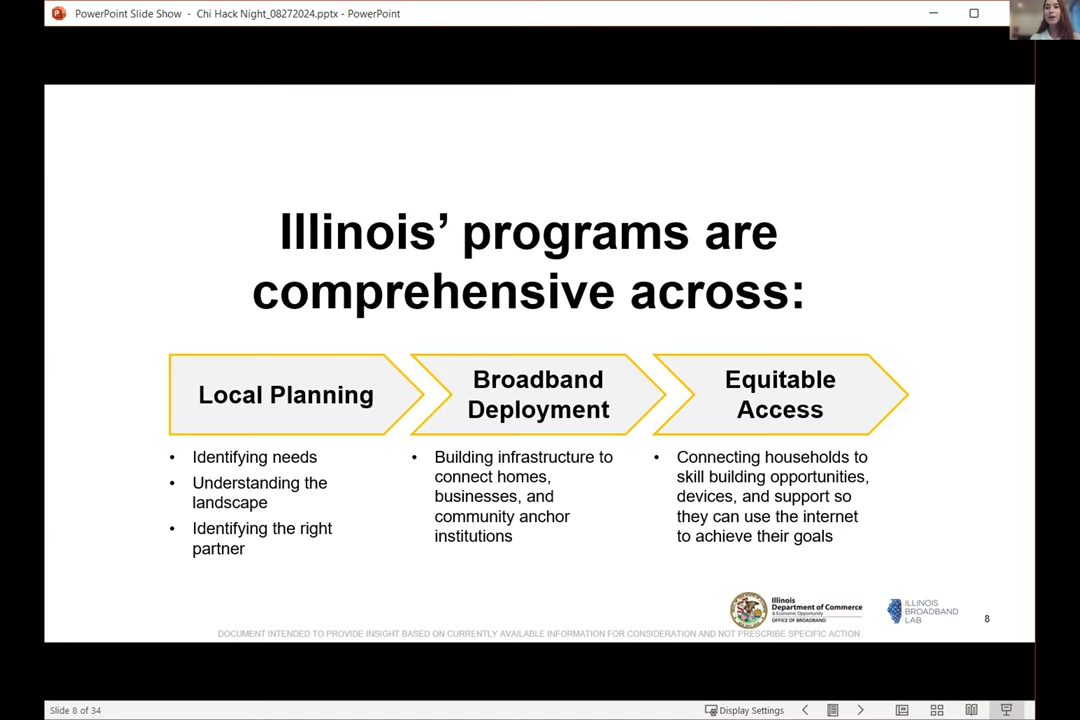 PowerPoint Slide Show - Chi Hack Night_08272024.pptx - PowerPoint
Illinois’ programs are
comprehensive across:
Local Planning
• Identifying needs
• Understanding the
landscape
• Identifying the right
partner
Broadband
Deployment
• Building infrastructure to
connect homes,
businesses, and
community anchor
institutions
Equitable
Access
• Connecting households to
skill building opportunities,
devices, and support so
they can use the internet
to achieve their goals
Illinois
Department of Commerce
& Economic Opportunity
OFFICE OF BROADBAND
ILLINOIS
BROADBAND
LAB
8
DOCUMENT INTENDED TO PROVIDE INSIGHT BASED ON CURRENTLY AVAILABLE INFORMATION FOR CONSIDERATION AND NOT PRESCRIBE SPECIFIC ACTION
Slide 8 of 34
Display Settings